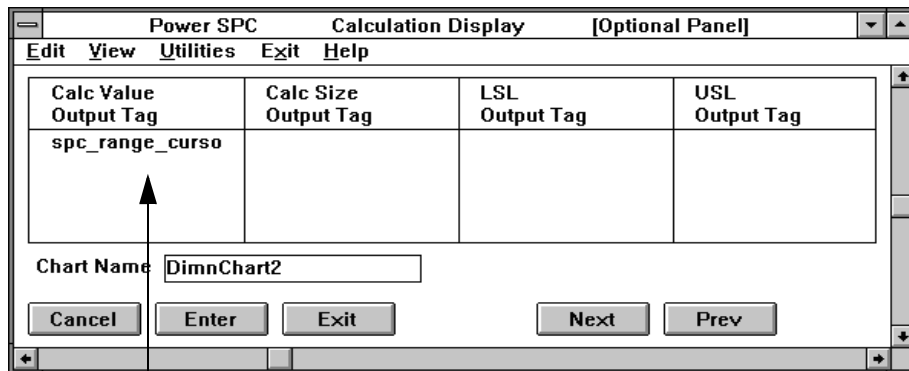 Power SPC Calculation Display [Optional Panel]
Edit View Utilities Exit Help
Calc Value Output Tag
Calc Size Output Tag
LSL Output Tag
USL Output Tag
spc_range_curso
Chart Name DimnChart2
Cancel Enter Exit Next Prev